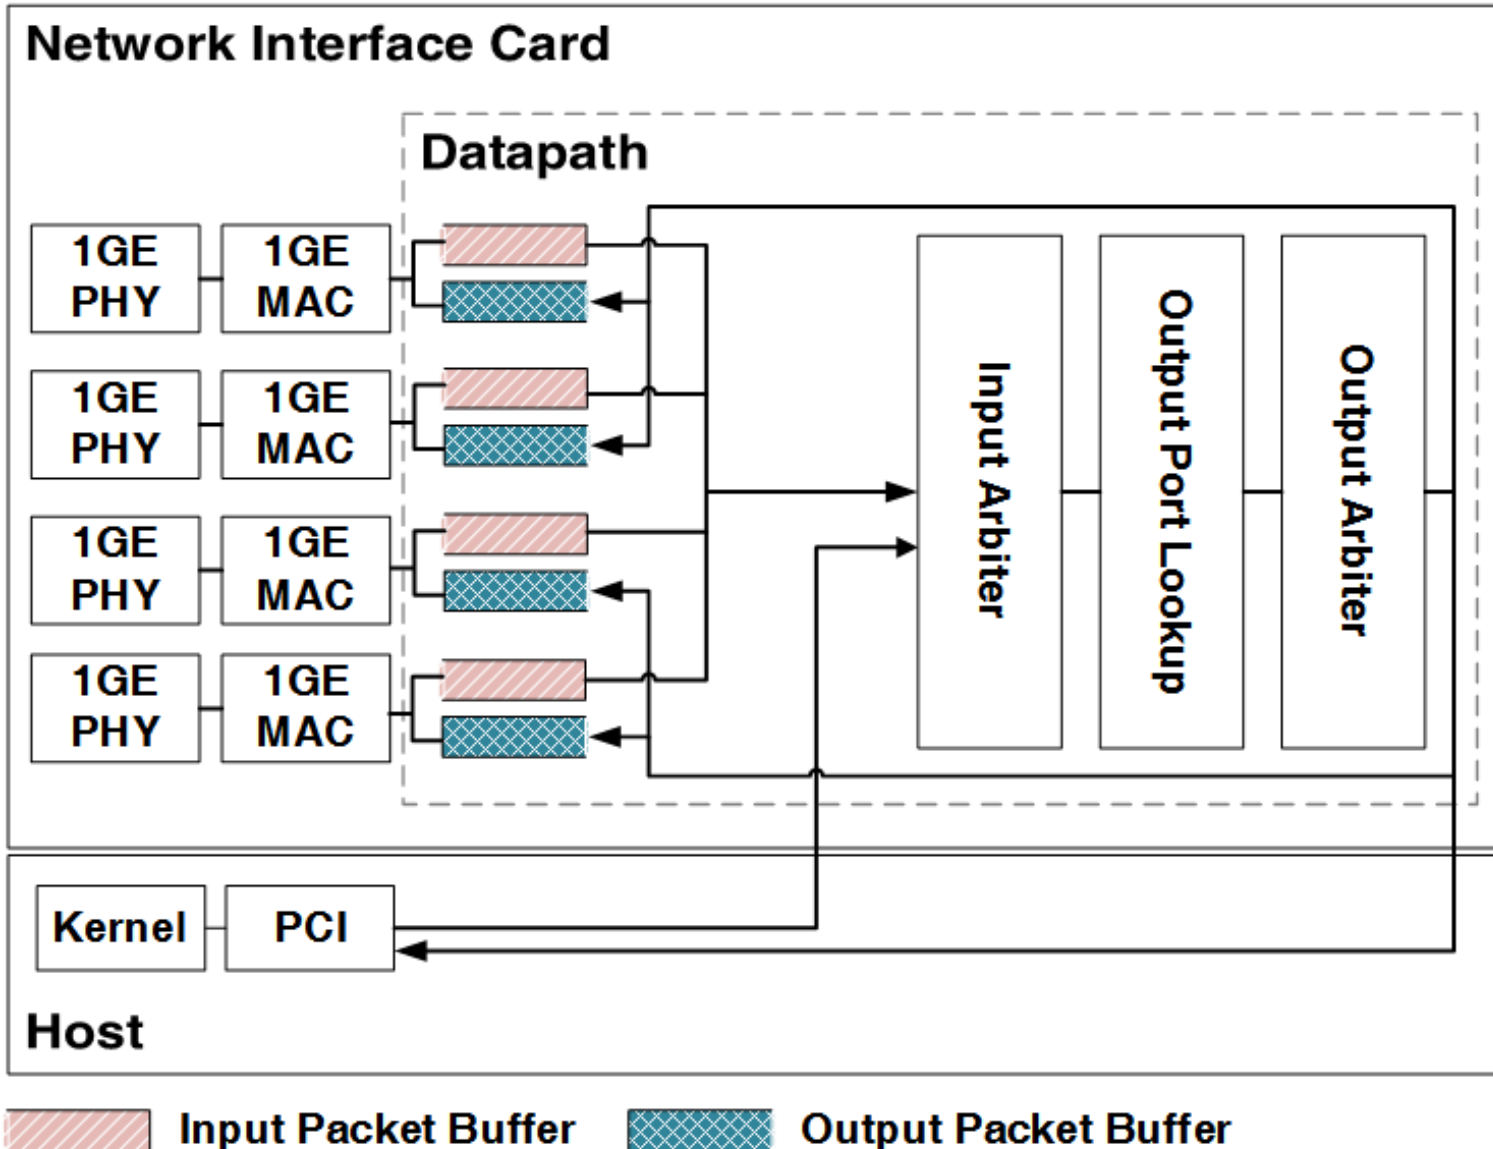 Network Interface Card
Datapath
1GE
PHY
1GE
MAC
1GE
PHY
1GE
MAC
1GE
PHY
1GE
MAC
1GE
PHY
1GE
MAC
Input Arbiter
Output Port Lookup
Output Arbiter
Kernel
PCI
Host
Input Packet Buffer
Output Packet Buffer